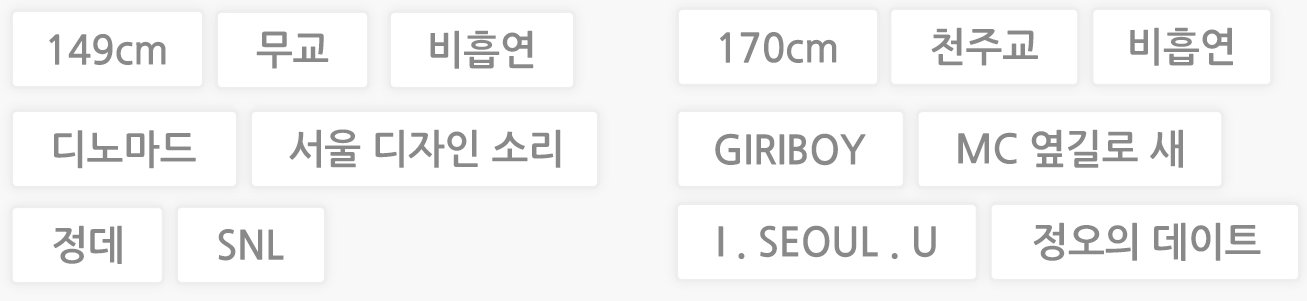 149cm 무교 비흡연
디노마드 서울 디자인 소리
정데 SNL
170cm 천주교 비흡연
GIRIBOY MC 옆길로 새
I . SEOUL . U 정오의 데이트